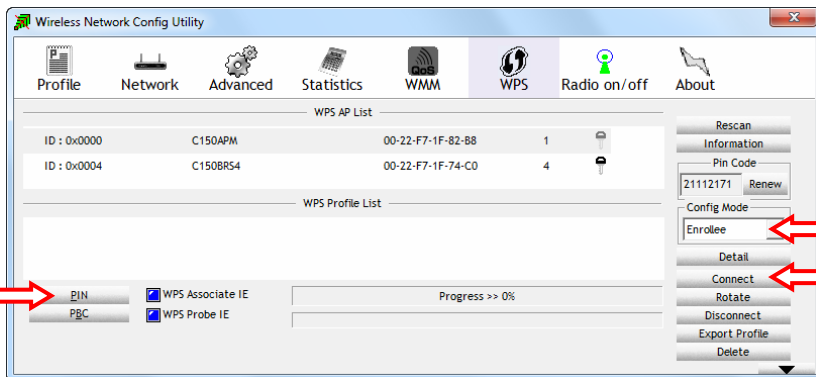 Wireless Network Config Utility
Profile Network Advanced Statistics WMM WPS Radio on/off About
QoS
WPS AP List
ID : 0x0000 C150APM 00-22-F7-1F-82-B8 1
ID : 0x0004 C150BRS4 00-22-F7-1F-74-C0 4
WPS Profile List
Rescan
Information
Pin Code
21112171 Renew
Config Mode
Enrollee
Detail
Connect
Rotate
Disconnect
Export Profile
Delete
PIN WPS Associate IE Progress >> 0%
PBC WPS Probe IE